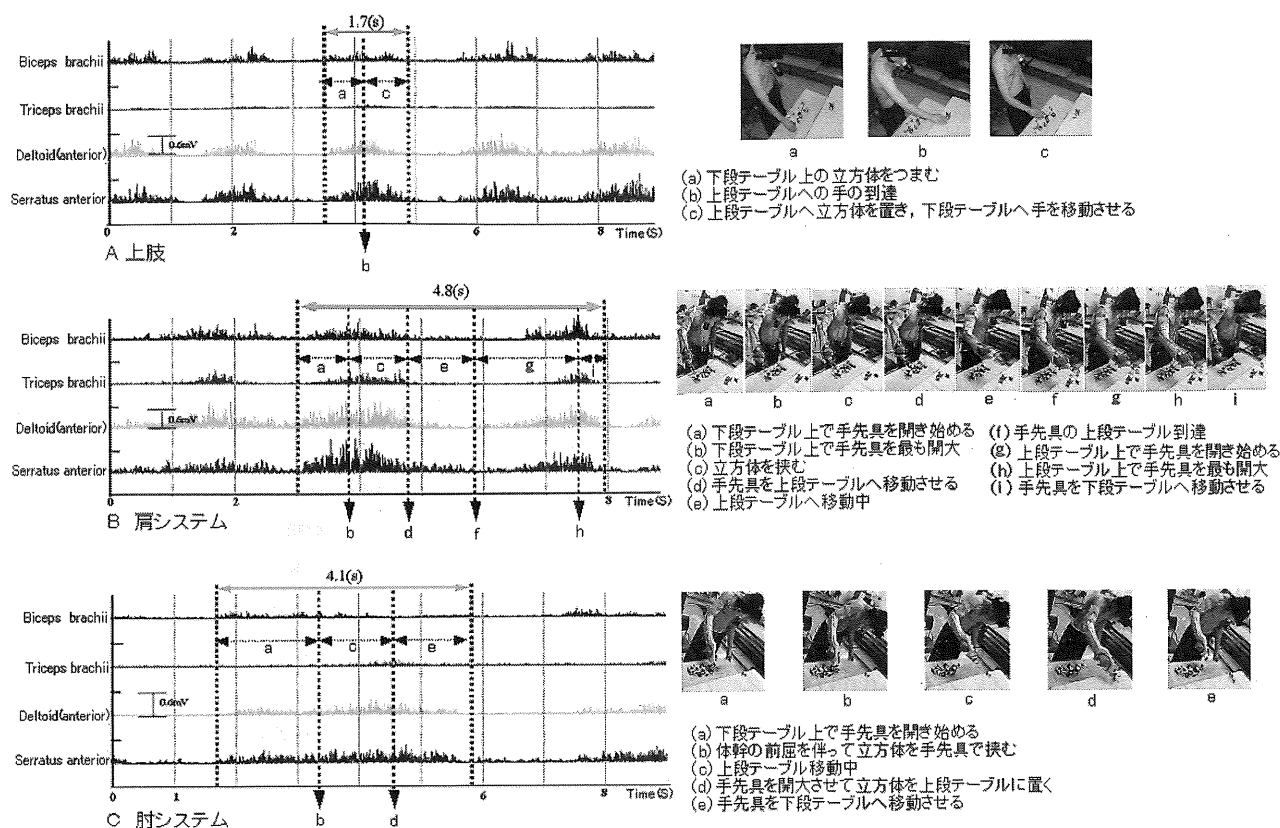 1.7(s)
Biceps brachii
a c
Triceps brachii
0.6mV
Deltoid(anterior)
Serratus anterior
0 2 4 6 8 Time(S)
A 上肢
b
a b c
(a) 下段テーブル上の立方体をつまむ
(b) 上段テーブルへの手の到達
(c) 上段テーブルへ立方体を置き，下段テーブルへ手を移動させる
4.8(s)
Biceps brachii
a c e g i
Triceps brachii
0.6mV
Deltoid(anterior)
Serratus anterior
0 2 8 Time(S)
B 肩システム
b d f h
a b c d e f g h i
(a) 下段テーブル上で手先具を開き始める
(b) 下段テーブル上で手先具を最も開大
(c) 立方体を挟む
(d) 手先具を上段テーブルへ移動させる
(e) 上段テーブルへ移動中
(f) 手先具の上段テーブル到達
(g) 上段テーブル上で手先具を開き始める
(h) 上段テーブル上で手先具を最も開大
(i) 手先具を下段テーブルへ移動させる
4.1(s)
Biceps brachii
a c e
Triceps brachii
0.6mV
Deltoid(anterior)
Serratus anterior
0 1 6 8 Time(S)
C 肘システム
b d
a b c d e
(a) 下段テーブル上で手先具を開き始める
(b) 体幹の前屈を伴って立方体を手先具で挟む
(c) 上段テーブル移動中
(d) 手先具を開大させて立方体を上段テーブルに置く
(e) 手先具を下段テーブルへ移動させる